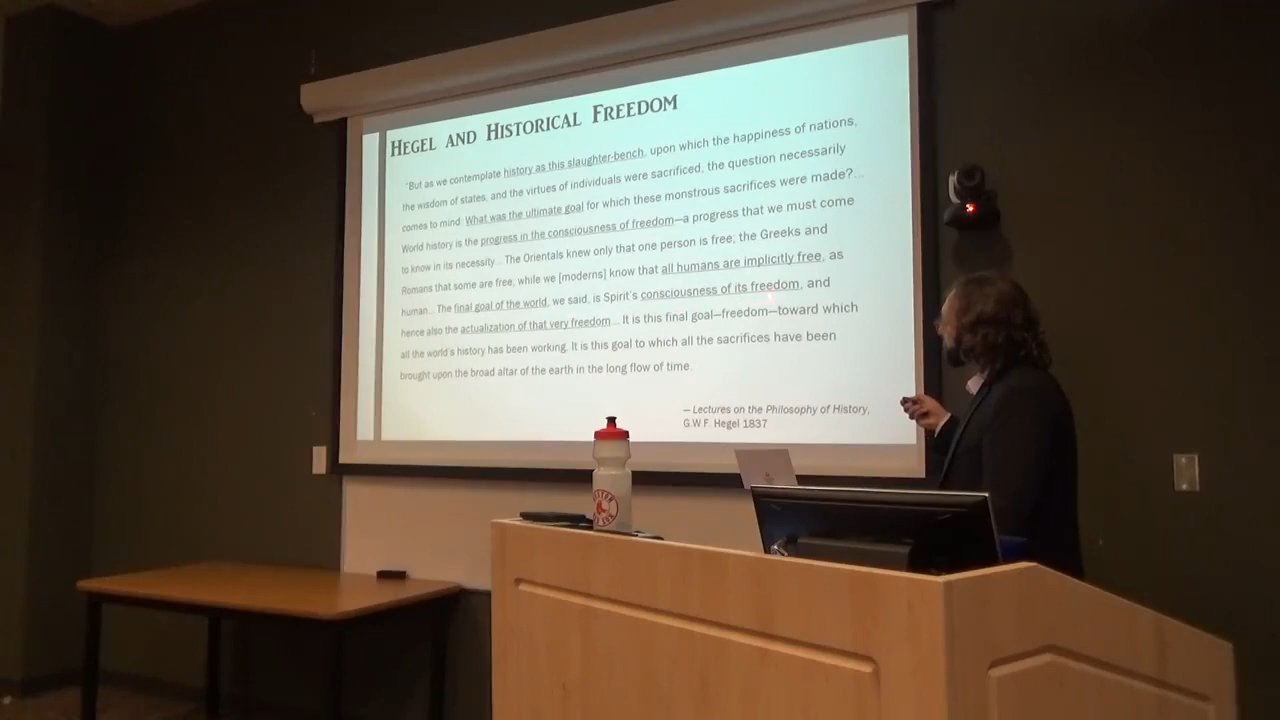 HEGEL AND HISTORICAL FREEDOM
"But as we contemplate history as this slaughter-bench, upon which the happiness of nations,
the wisdom of states, and the virtues of individuals were sacrificed, the question necessarily
comes to mind: What was the ultimate goal for which these monstrous sacrifices were made?...
World history is the progress in the consciousness of freedom—a progress that we must come
to know in its necessity... The Orientals knew only that one person is free; the Greeks and
Romans that some are free; while we [moderns] know that all humans are implicitly free, as
human... The final goal of the world, we said, is Spirit's consciousness of its freedom, and
hence also the actualization of that very freedom... It is this final goal—freedom—toward which
all the world's history has been working. It is this goal to which all the sacrifices have been
brought upon the broad altar of the earth in the long flow of time.
— Lectures on the Philosophy of History,
G.W.F. Hegel 1837
BOSTON
RED SOX